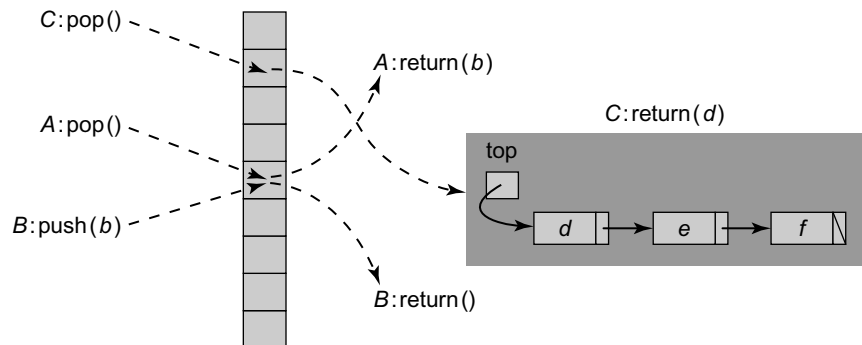 C:pop()
A:return(b)
C:return(d)
A:pop()
top
B:push(b)
d
e
f
B:return()